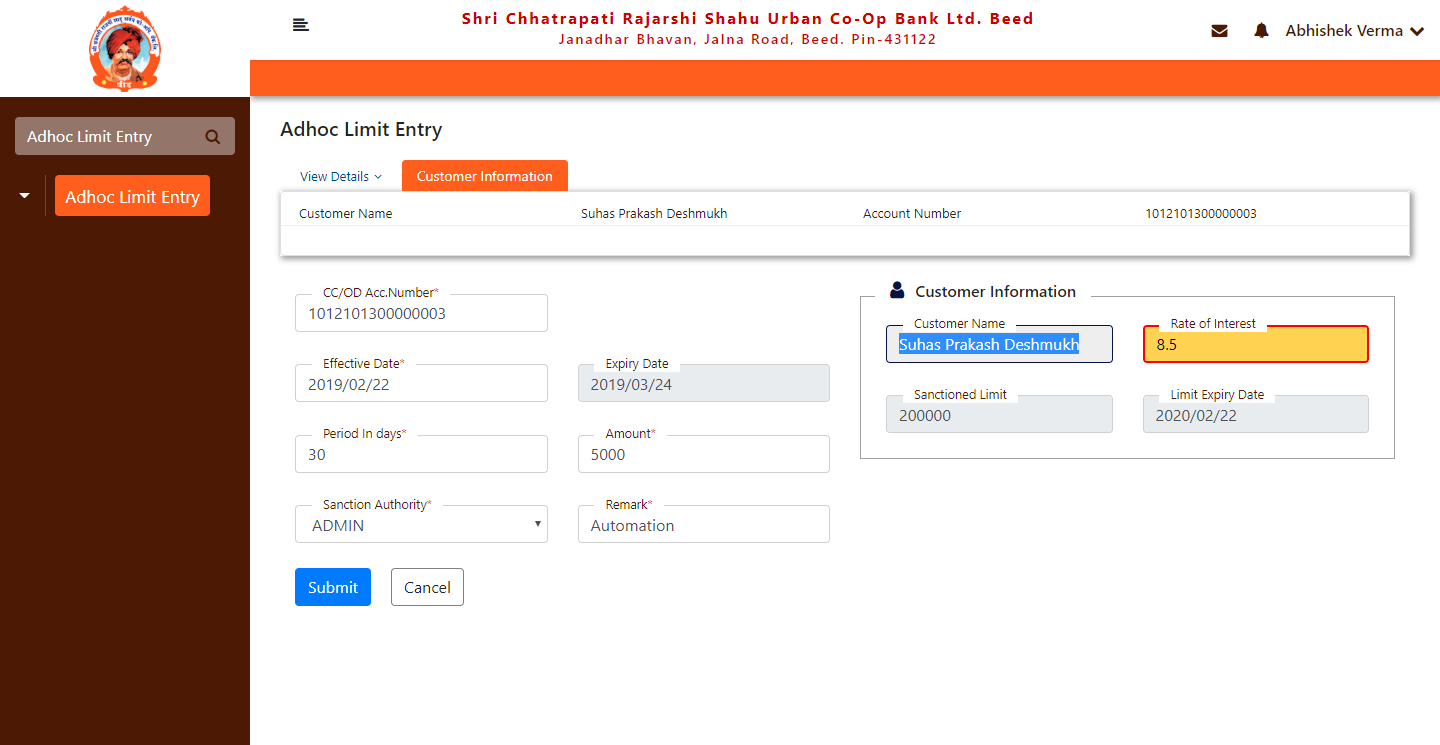 Shri Chhatrapati Rajarshi Shahu Urban Co-Op Bank Ltd. Beed
Janadhar Bhavan, Jalna Road, Beed. Pin-431122
Abhishek Verma
Adhoc Limit Entry
Adhoc Limit Entry
Adhoc Limit Entry
View Details
Customer Information
Customer Name Suhas Prakash Deshmukh Account Number 1012101300000003
CC/OD Acc.Number*
1012101300000003
Effective Date*
2019/02/22
Expiry Date
2019/03/24
Period In days*
30
Amount*
5000
Sanction Authority*
ADMIN
Remark*
Automation
Submit
Cancel
Customer Information
Customer Name
Suhas Prakash Deshmukh
Rate of Interest
8.5
Sanctioned Limit
200000
Limit Expiry Date
2020/02/22